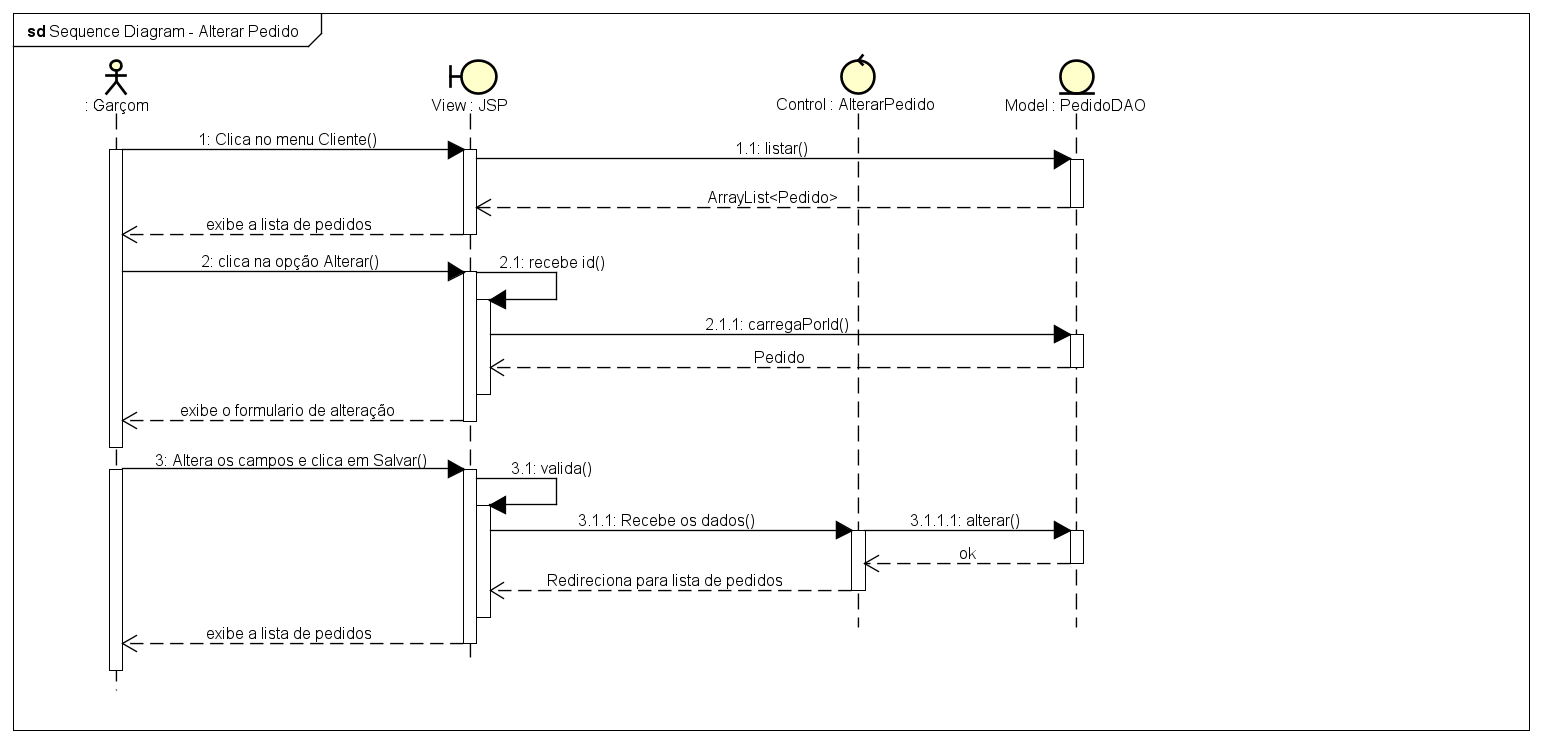 sd Sequence Diagram - Alterar Pedido
: Garçom
View : JSP
Control : AlterarPedido
Model : PedidoDAO
1: Clica no menu Cliente()
1.1: listar()
ArrayList<Pedido>
exibe a lista de pedidos
2: clica na opção Alterar()
2.1: recebe id()
2.1.1: carregaPorId()
Pedido
exibe o formulario de alteração
3: Altera os campos e clica em Salvar()
3.1: valida()
3.1.1: Recebe os dados()
3.1.1.1: alterar()
ok
Redireciona para lista de pedidos
exibe a lista de pedidos